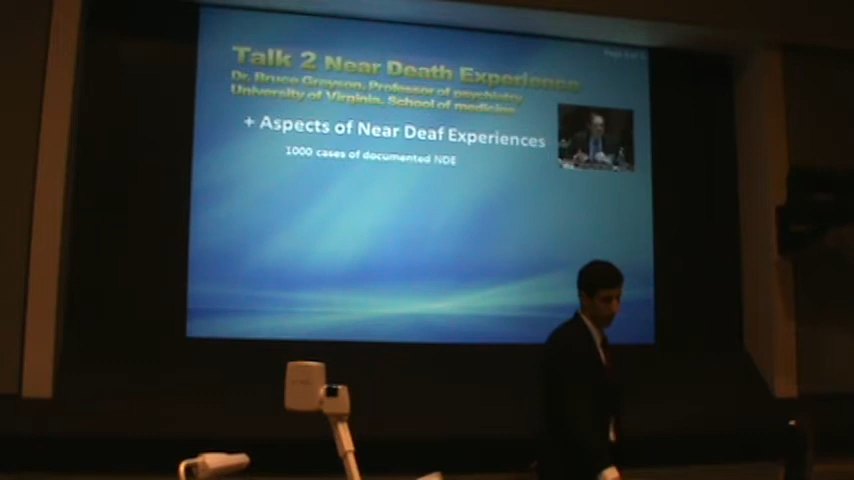 Talk 2 Near Death Experience
Dr. Bruce Greyson, Professor of psychiatry
University of Virginia, School of medicine
+ Aspects of Near Deaf Experiences
1000 cases of documented NDE